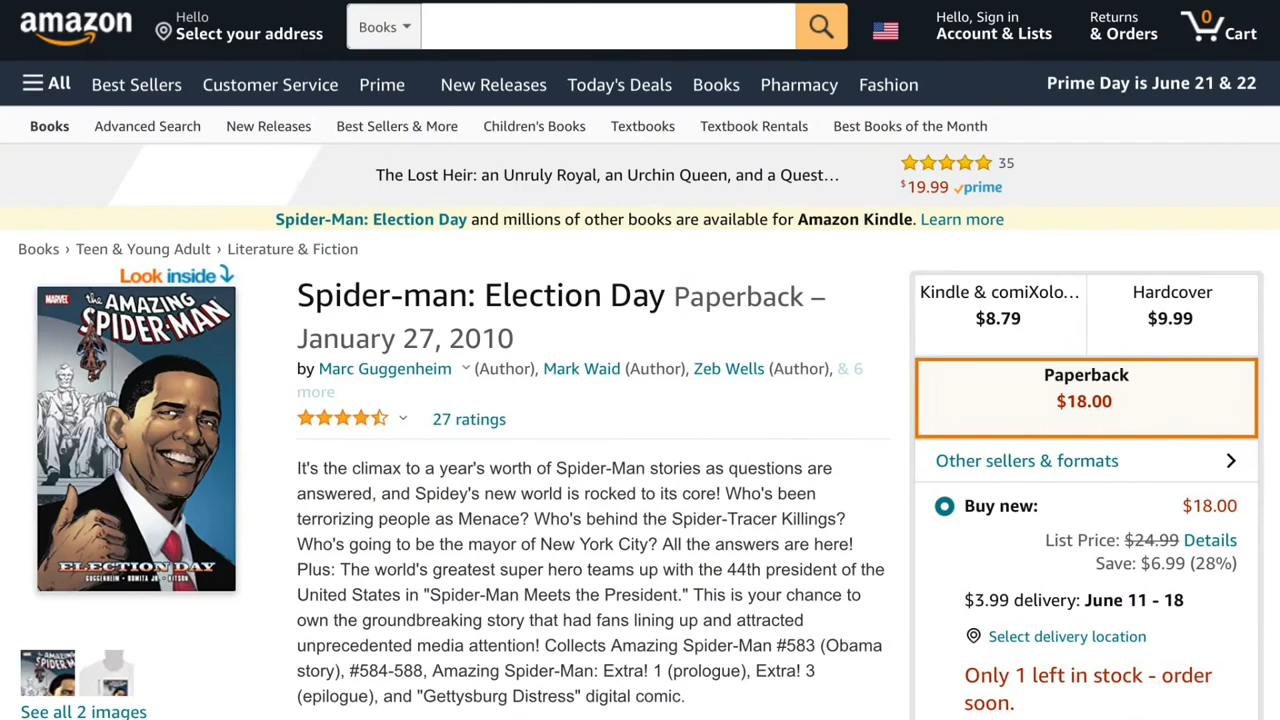 amazon
Hello
Select your address
Books
Hello, Sign in
Account & Lists
Returns
& Orders
0
Cart
All
Best Sellers
Customer Service
Prime
New Releases
Today's Deals
Books
Pharmacy
Fashion
Prime Day is June 21 & 22
Books
Advanced Search
New Releases
Best Sellers & More
Children's Books
Textbooks
Textbook Rentals
Best Books of the Month
The Lost Heir: an Unruly Royal, an Urchin Queen, and a Quest…
35
$19.99 prime
Spider-Man: Election Day and millions of other books are available for Amazon Kindle. Learn more
Books › Teen & Young Adult › Literature & Fiction
Look inside
MARVEL
the AMAZING
SPIDER-MAN
ELECTION DAY
GUGGENHEIM • ROMITA JR. • KITSON
See all 2 images
Spider-man: Election Day Paperback –
January 27, 2010
by Marc Guggenheim (Author), Mark Waid (Author), Zeb Wells (Author), & 6
more
27 ratings
It's the climax to a year's worth of Spider-Man stories as questions are
answered, and Spidey's new world is rocked to its core! Who's been
terrorizing people as Menace? Who's behind the Spider-Tracer Killings?
Who's going to be the mayor of New York City? All the answers are here!
Plus: The world's greatest super hero teams up with the 44th president of the
United States in "Spider-Man Meets the President." This is your chance to
own the groundbreaking story that had fans lining up and attracted
unprecedented media attention! Collects Amazing Spider-Man #583 (Obama
story), #584-588, Amazing Spider-Man: Extra! 1 (prologue), Extra! 3
(epilogue), and "Gettysburg Distress" digital comic.
Kindle & comiXolo…
$8.79
Hardcover
$9.99
Paperback
$18.00
Other sellers & formats
Buy new:
$18.00
List Price: $24.99 Details
Save: $6.99 (28%)
$3.99 delivery: June 11 - 18
Select delivery location
Only 1 left in stock - order
soon.